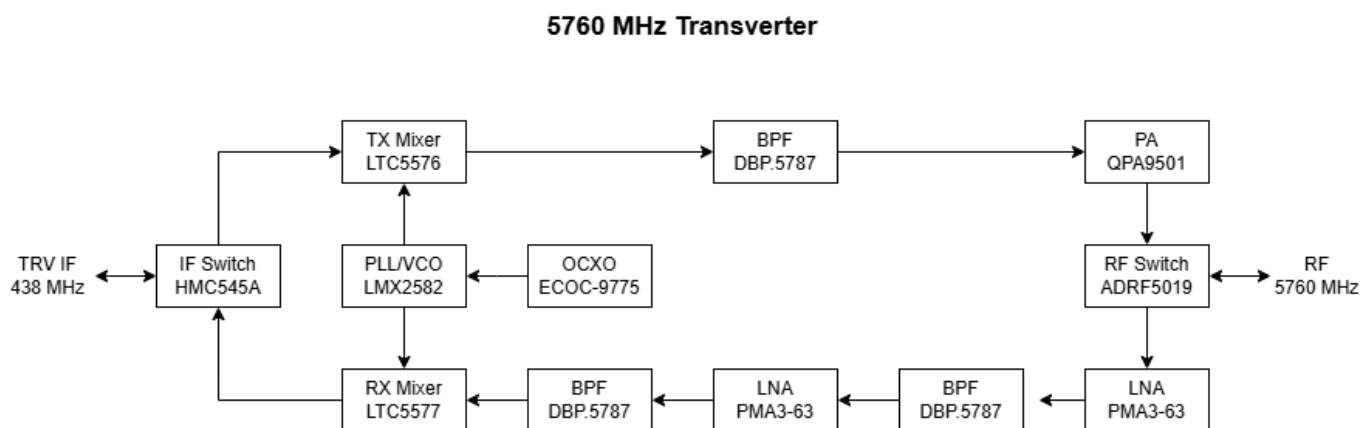 5760 MHz Transverter
TX Mixer
LTC5576
BPF
DBP.5787
PA
QPA9501
TRV IF
438 MHz
IF Switch
HMC545A
PLL/VCO
LMX2582
OCXO
ECOC-9775
RF Switch
ADRF5019
RF
5760 MHz
RX Mixer
LTC5577
BPF
DBP.5787
LNA
PMA3-63
BPF
DBP.5787
LNA
PMA3-63